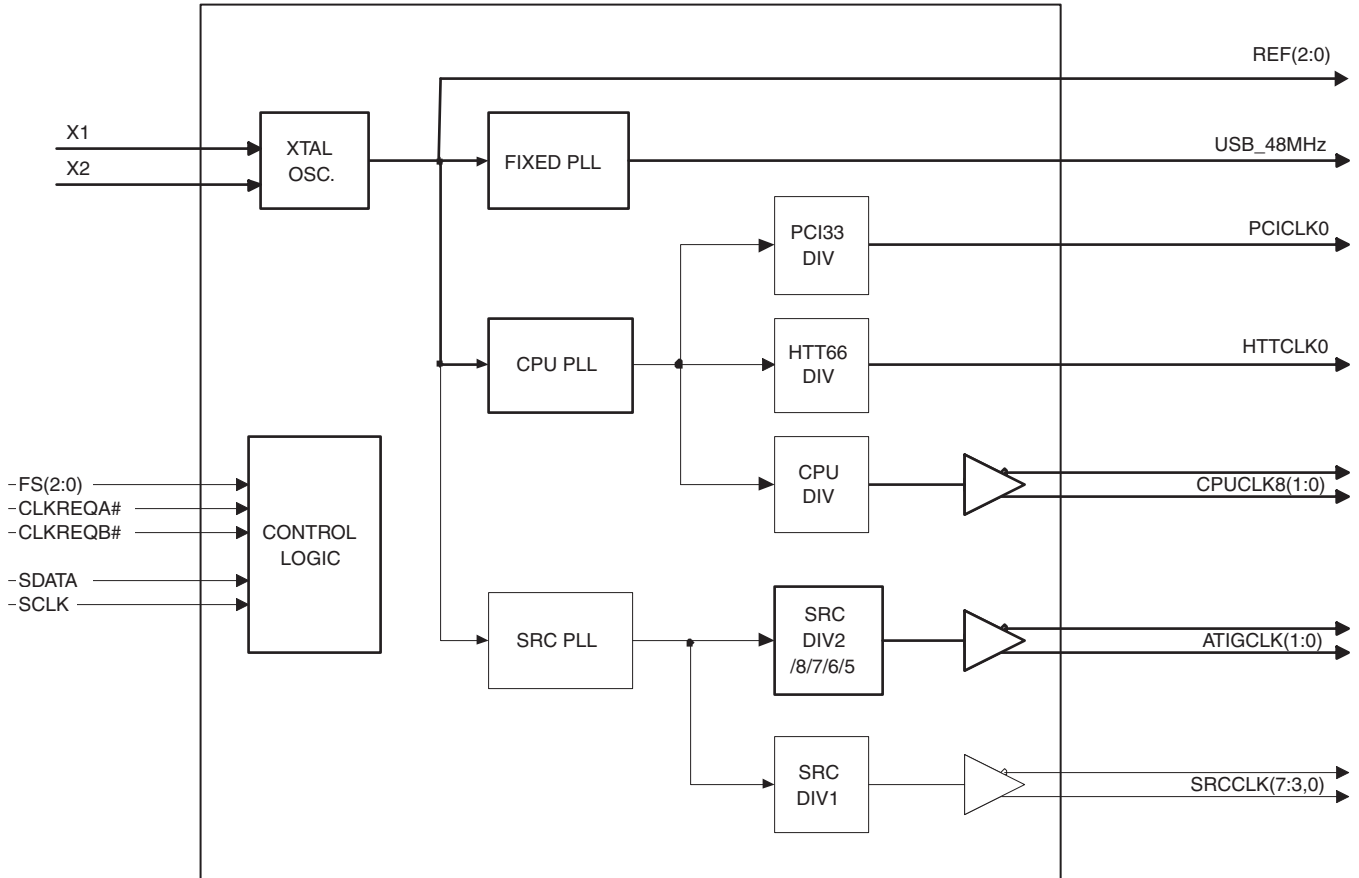 REF(2:0)
X1
X2
XTAL
OSC.
FIXED PLL
USB_48MHz
PCI33
DIV
PCICLK0
CPU PLL
HTT66
DIV
HTTCLK0
CPU
DIV
CPUCLK8(1:0)
FS(2:0)
CLKREQA#
CLKREQB#
SDATA
SCLK
CONTROL
LOGIC
SRC PLL
SRC
DIV2
/8/7/6/5
ATIGCLK(1:0)
SRC
DIV1
SRCCLK(7:3,0)